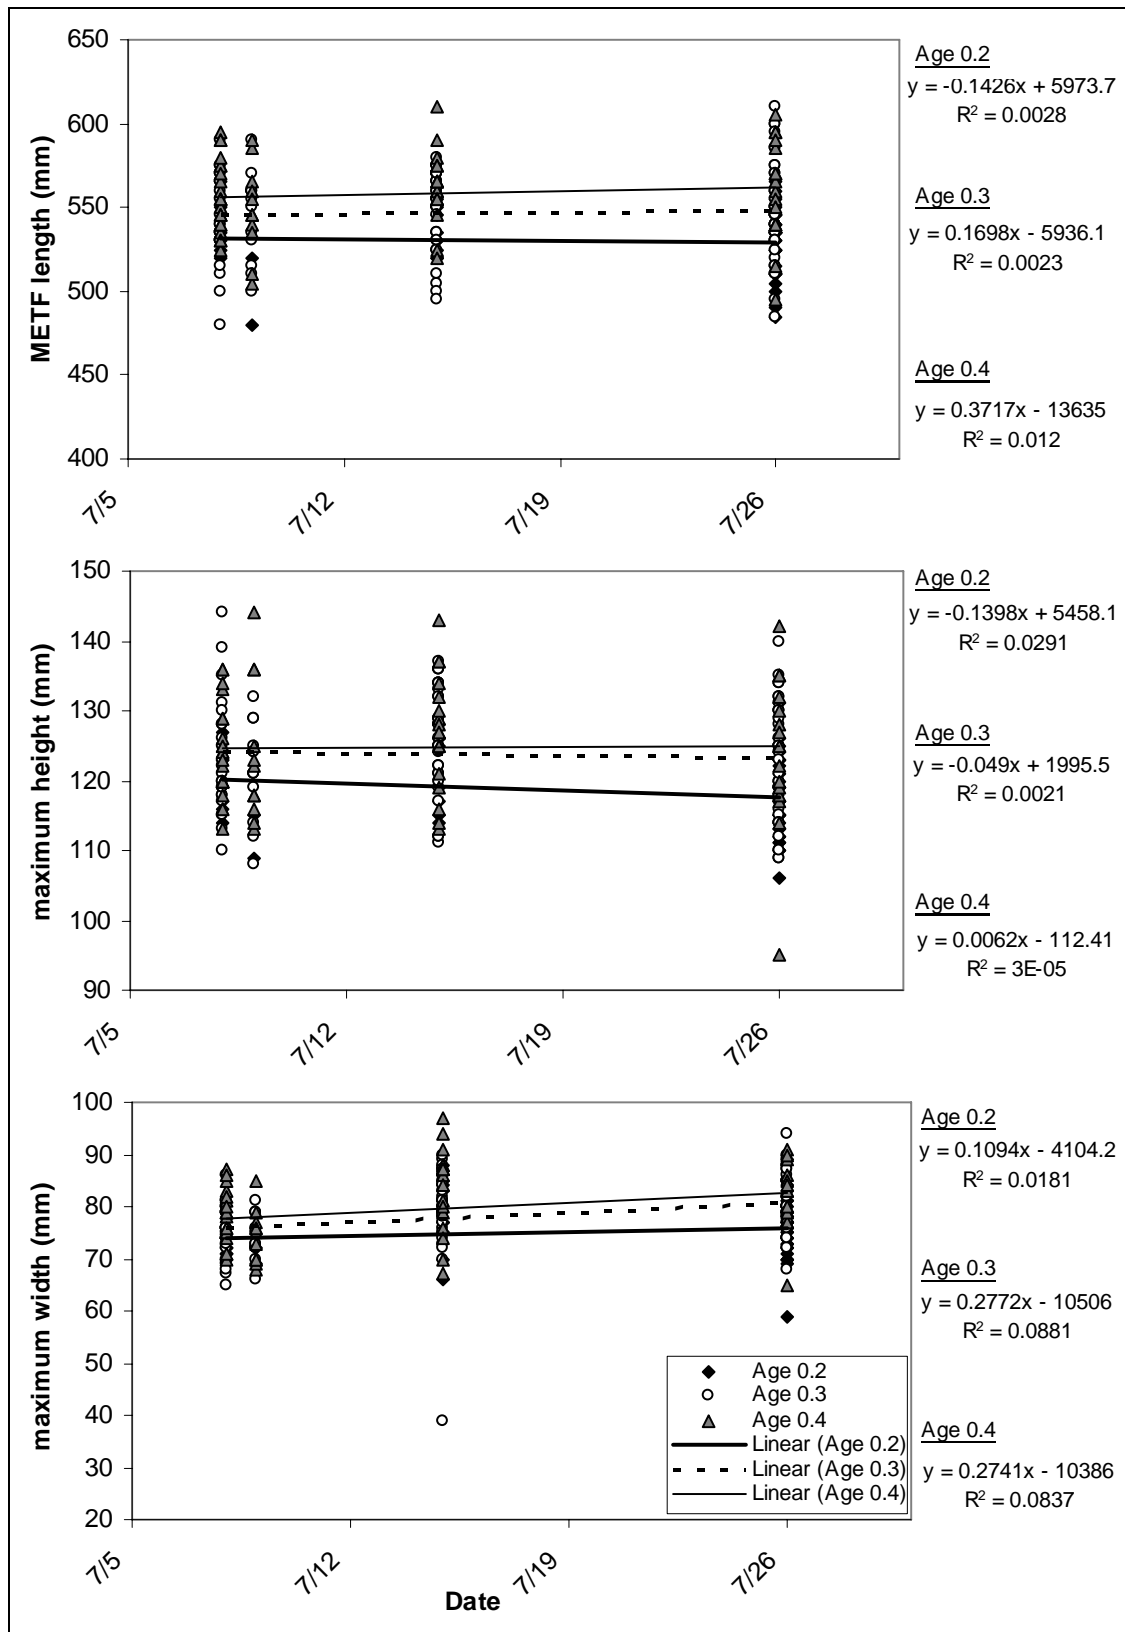 650
600
550
500
450
400
METF length (mm)
7/5
7/12
7/19
7/26
Age 0.2
y = -0.1426x + 5973.7
R² = 0.0028
Age 0.3
y = 0.1698x - 5936.1
R² = 0.0023
Age 0.4
y = 0.3717x - 13635
R² = 0.012
150
140
130
120
110
100
90
maximum height (mm)
7/5
7/12
7/19
7/26
Age 0.2
y = -0.1398x + 5458.1
R² = 0.0291
Age 0.3
y = -0.049x + 1995.5
R² = 0.0021
Age 0.4
y = 0.0062x - 112.41
R² = 3E-05
100
90
80
70
60
50
40
30
20
maximum width (mm)
7/5
7/12
7/19
7/26
Date
Age 0.2
Age 0.3
Age 0.4
Linear (Age 0.2)
Linear (Age 0.3)
Linear (Age 0.4)
Age 0.2
y = 0.1094x - 4104.2
R² = 0.0181
Age 0.3
y = 0.2772x - 10506
R² = 0.0881
Age 0.4
y = 0.2741x - 10386
R² = 0.0837